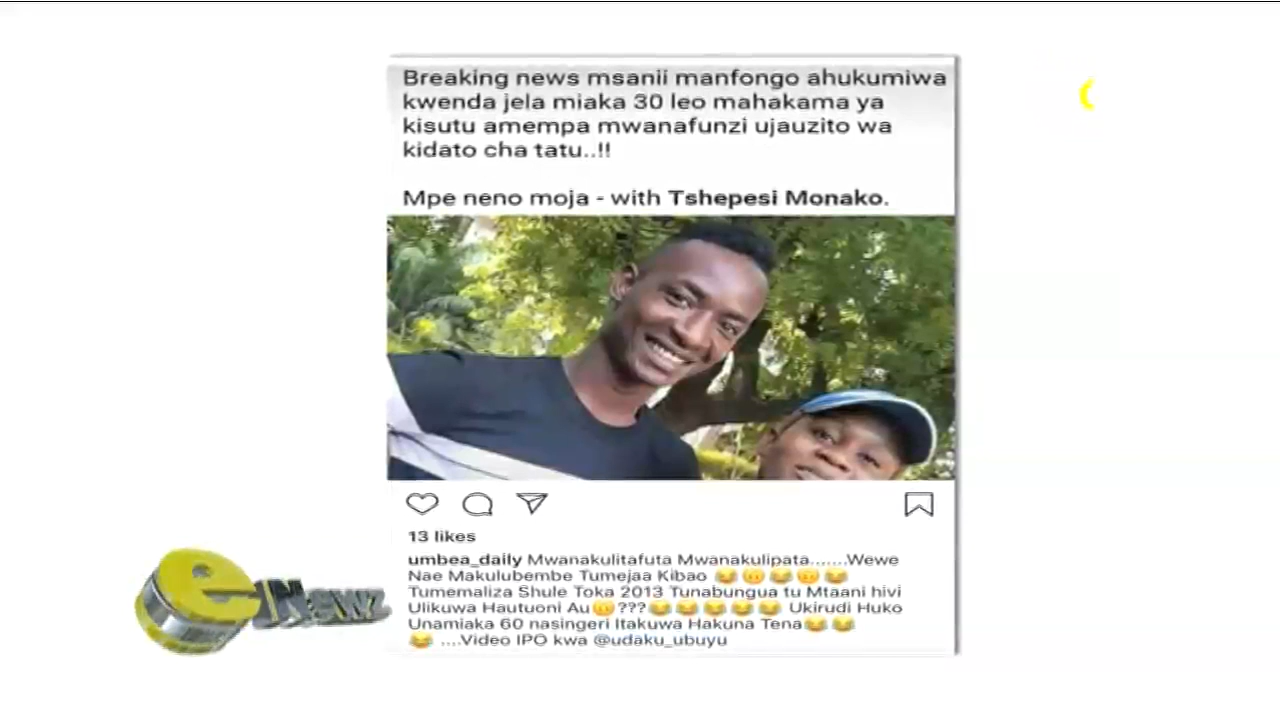 Breaking news msanii manfongo ahukumiwa
kwenda jela miaka 30 leo mahakama ya
kisutu amempa mwanafunzi ujauzito wa
kidato cha tatu..!!
Mpe neno moja - with Tshepesi Monako.
13 likes
umbea_daily Mwanakulitafuta Mwanakulipata.......Wewe
Nae Makulubembe Tumejaa Kibao 😂🙃😂🙃😂
Tumemaliza Shule Toka 2013 Tunabungua tu Mtaani hivi
Ulikuwa Hautuoni Au🙃???😂😂😂😂😂 Ukirudi Huko
Unamiaka 60 nasingeri Itakuwa Hakuna Tena😂😂
😂 ....Video IPO kwa @udaku_ubuyu
eNewz